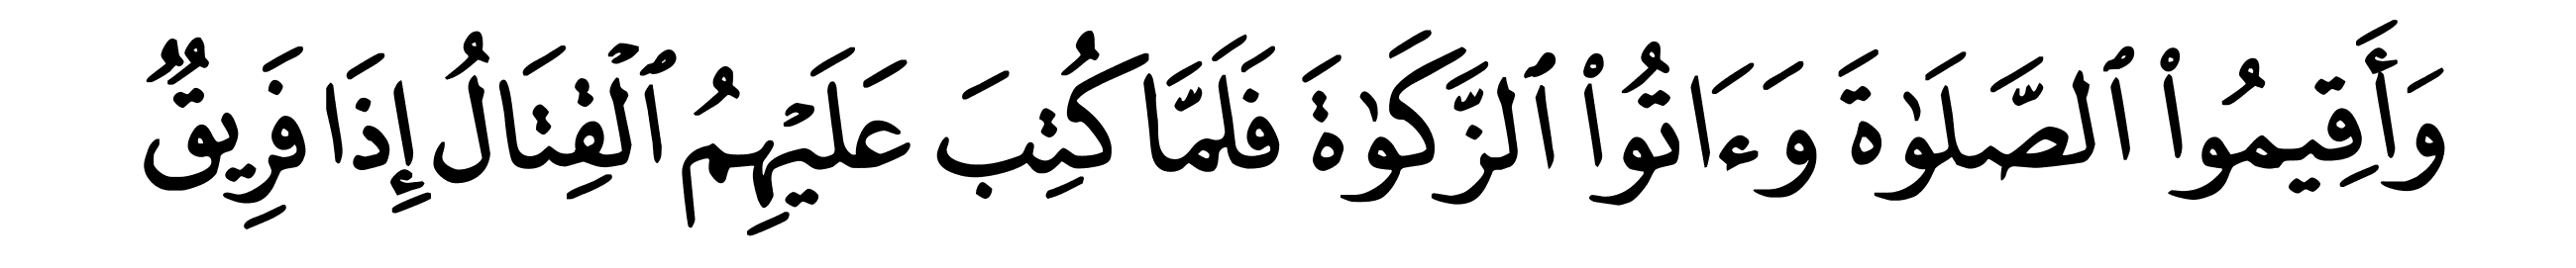 وَأَقِيمُوا۟ ٱلصَّلَوٰةَ وَءَاتُوا۟ ٱلزَّكَوٰةَ فَلَمَّا كُتِبَ عَلَيْهِمُ ٱلْقِتَالُ إِذَا فَرِيقٌ